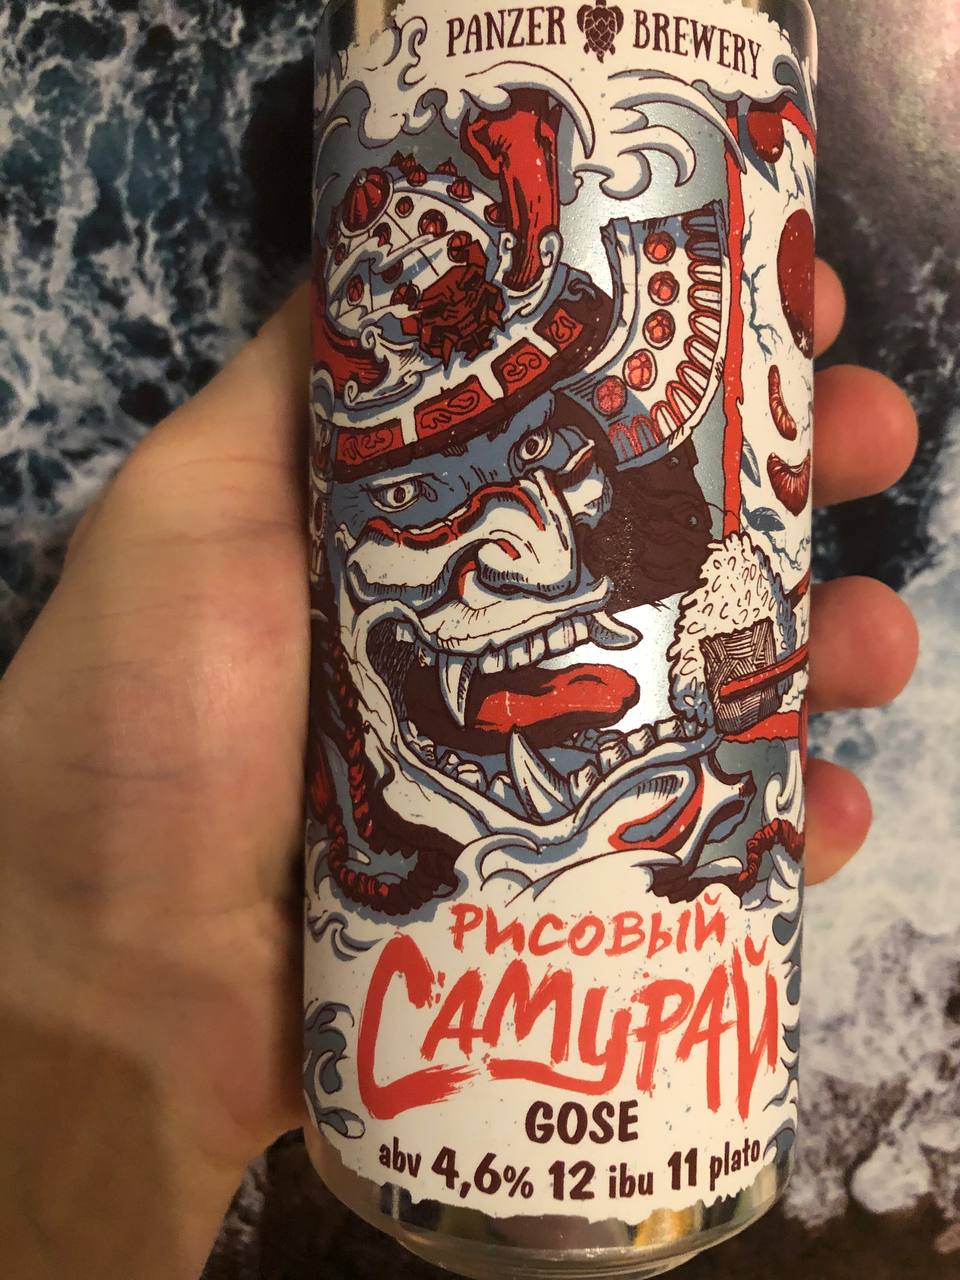 PANZER BREWERY
РИСОВЫЙ
САМУРАЙ
GOSE
abv 4,6% 12 ibu 11 plato